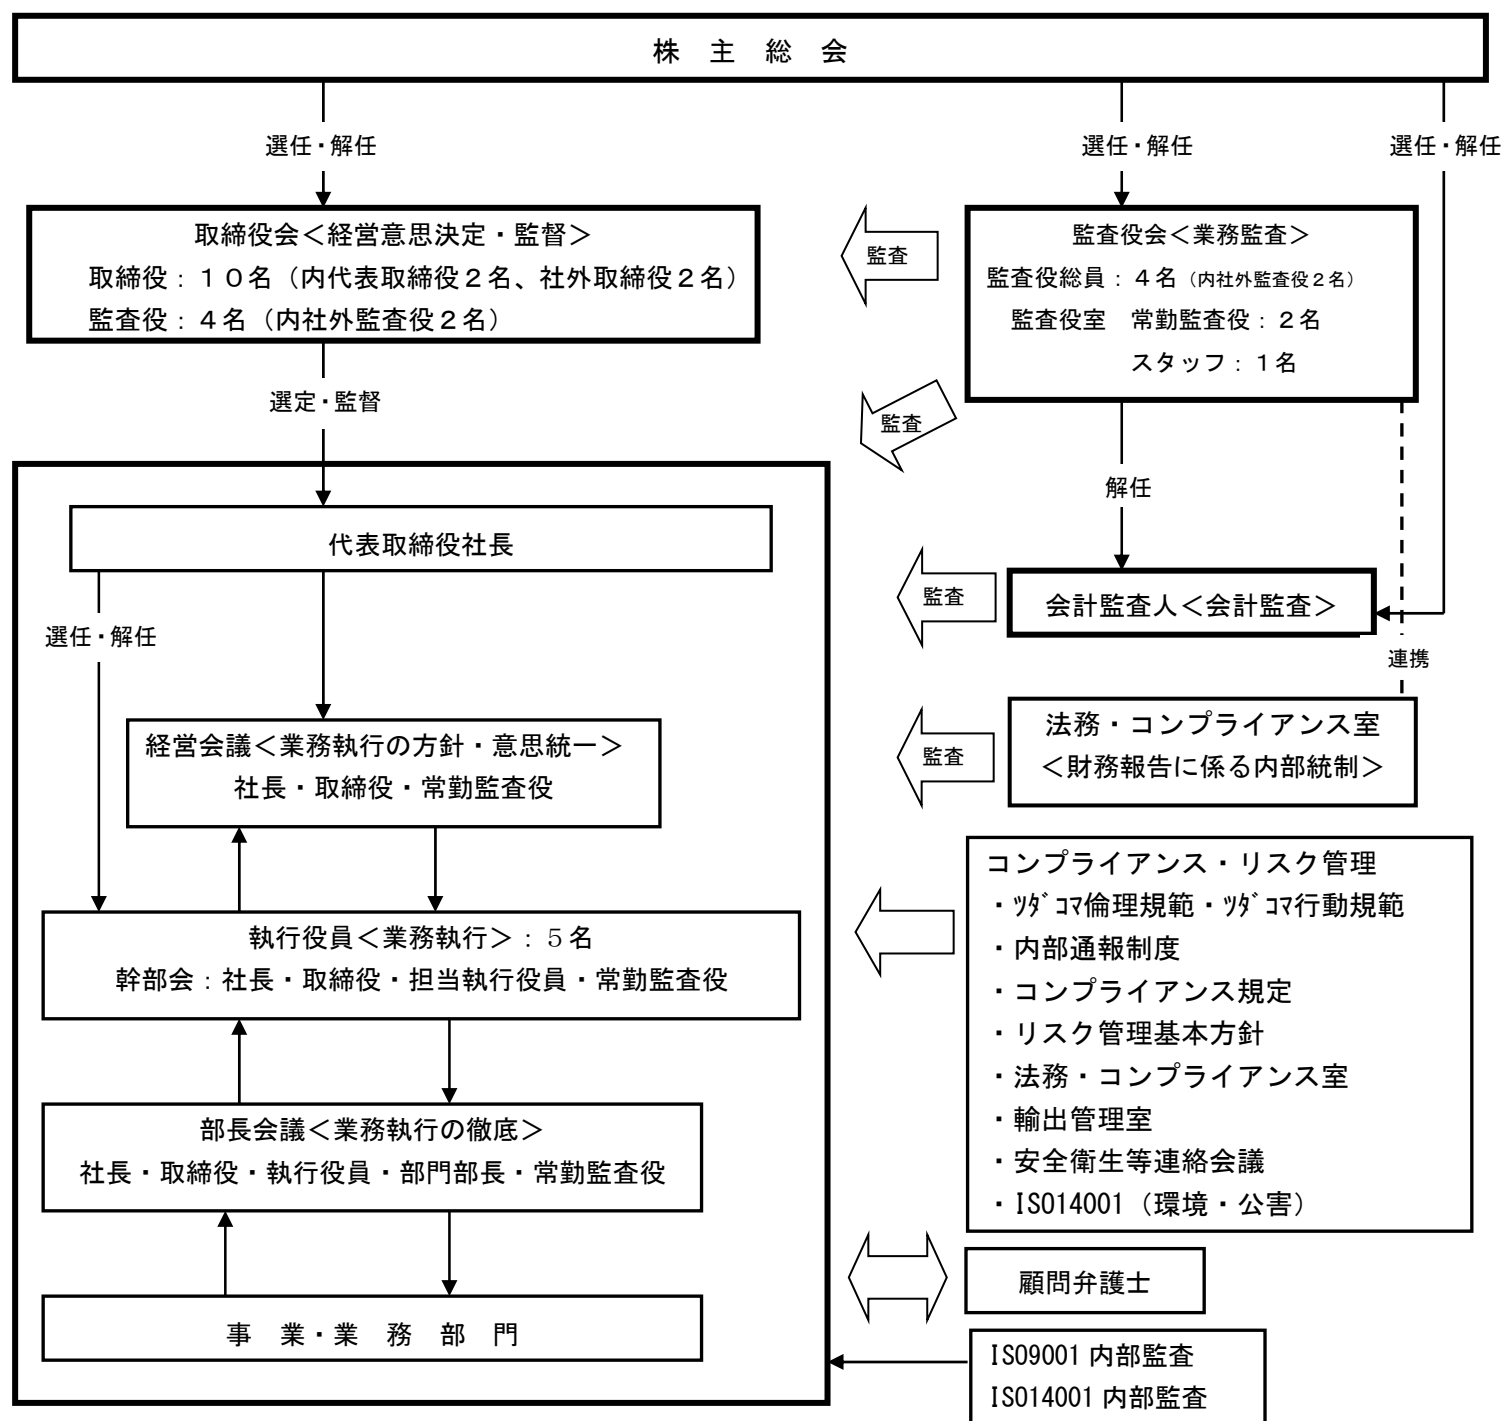 株 主 総 会
選任・解任
選任・解任
選任・解任
取締役会＜経営意思決定・監督＞
取締役：１０名（内代表取締役２名、社外取締役２名）
監査役：４名（内社外監査役２名）
監査
監査役会＜業務監査＞
監査役総員：４名（内社外監査役２名）
監査役室 常勤監査役：２名
スタッフ：１名
選定・監督
監査
解任
代表取締役社長
選任・解任
監査
会計監査人＜会計監査＞
連携
経営会議＜業務執行の方針・意思統一＞
社長・取締役・常勤監査役
監査
法務・コンプライアンス室
＜財務報告に係る内部統制＞
執行役員＜業務執行＞：５名
幹部会：社長・取締役・担当執行役員・常勤監査役
コンプライアンス・リスク管理
・ﾂﾀﾞｺﾏ倫理規範・ﾂﾀﾞｺﾏ行動規範
・内部通報制度
・コンプライアンス規定
・リスク管理基本方針
・法務・コンプライアンス室
・輸出管理室
・安全衛生等連絡会議
・ISO14001（環境・公害）
部長会議＜業務執行の徹底＞
社長・取締役・執行役員・部門部長・常勤監査役
顧問弁護士
事 業・業 務 部 門
ISO9001 内部監査
ISO14001 内部監査